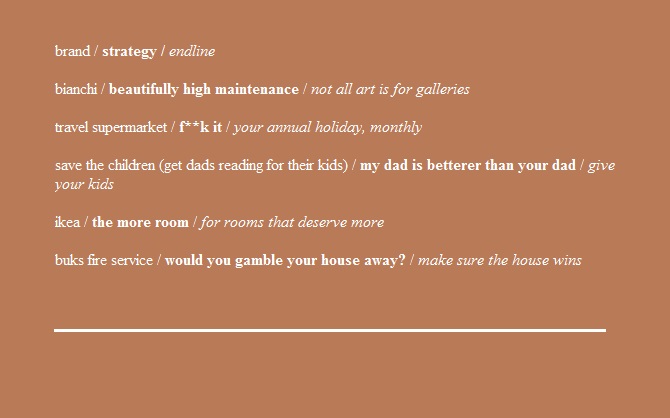 brand / strategy / endline
bianchi / beautifully high maintenance / not all art is for galleries
travel supermarket / f**k it / your annual holiday, monthly
save the children (get dads reading for their kids) / my dad is betterer than your dad / give
your kids
ikea / the more room / for rooms that deserve more
buks fire service / would you gamble your house away? / make sure the house wins